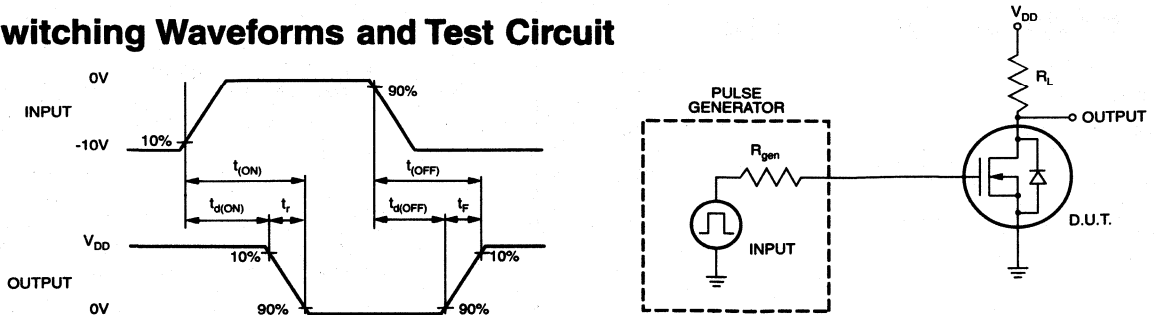 witching Waveforms and Test Circuit
0V
INPUT
-10V
10%
90%
t(ON)
t(OFF)
td(ON)
tr
td(OFF)
tF
VDD
10%
10%
OUTPUT
0V
90%
90%
PULSE
GENERATOR
Rgen
INPUT
VDD
RL
OUTPUT
D.U.T.